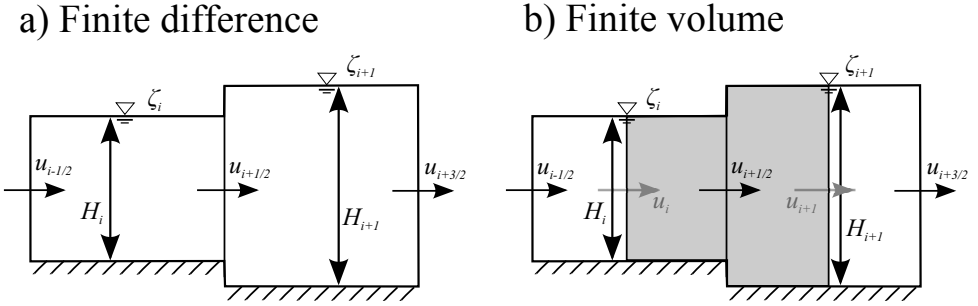 a) Finite difference
ζi
ζi+1
ui-1/2
ui+1/2
ui+3/2
Hi
Hi+1
b) Finite volume
ζi
ζi+1
ui-1/2
ui
ui+1/2
ui+1
ui+3/2
Hi
Hi+1